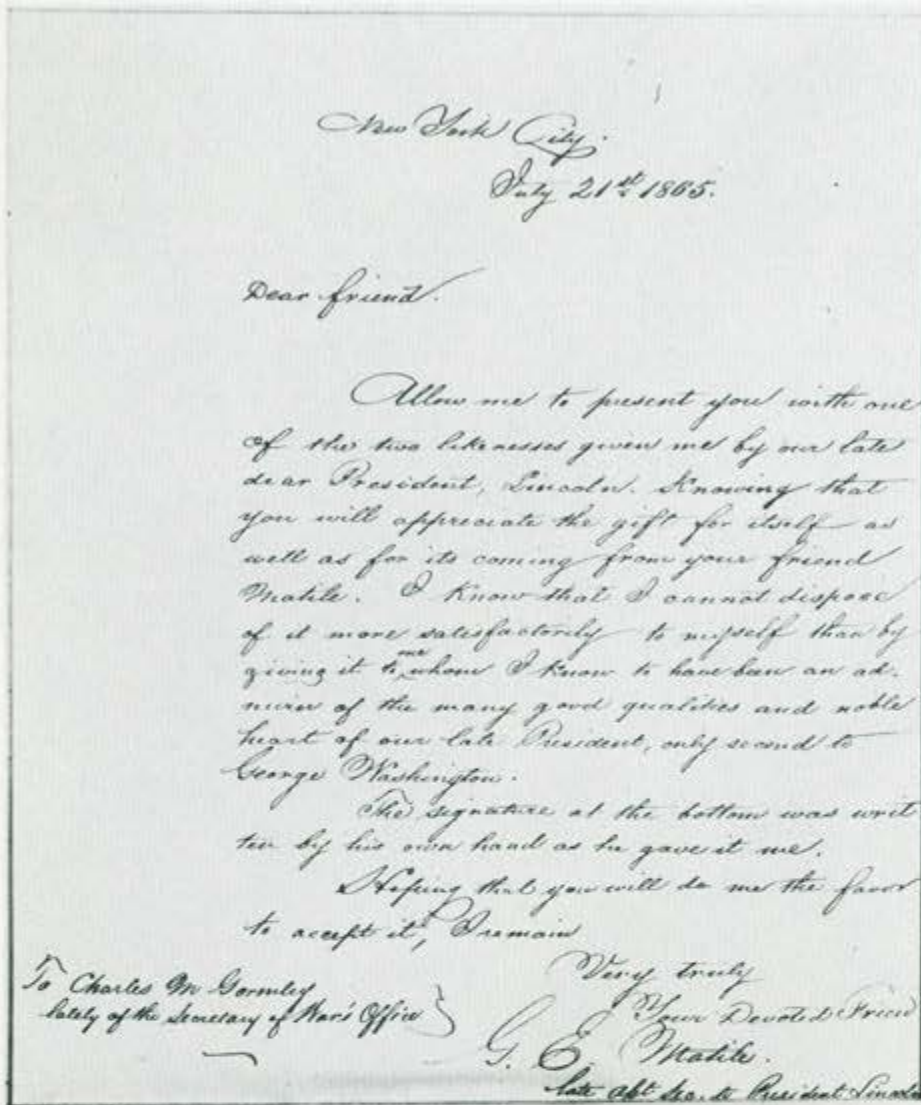 New York City.
July 21st 1865.
Dear friend.
Allow me to present you with one
of the two likenesses given me by our late
dear President, Lincoln. Knowing that
you will appreciate the gift for itself as
well as for its coming from your friend
Matile. I know that I cannot dispose
of it more satisfactorily to myself than by
giving it to one whom I know to have been an ad-
mirer of the many good qualities and noble
heart of our late President, only second to
George Washington.
The signature at the bottom was writ
ten by his own hand as he gave it me.
Hoping that you will do me the favor
to accept it, I remain
Very truly
Your Devoted Friend
G. E. Matile.
late asst Sec. to President Lincoln
To Charles M Gormley
lately of the Secretary of War's Office